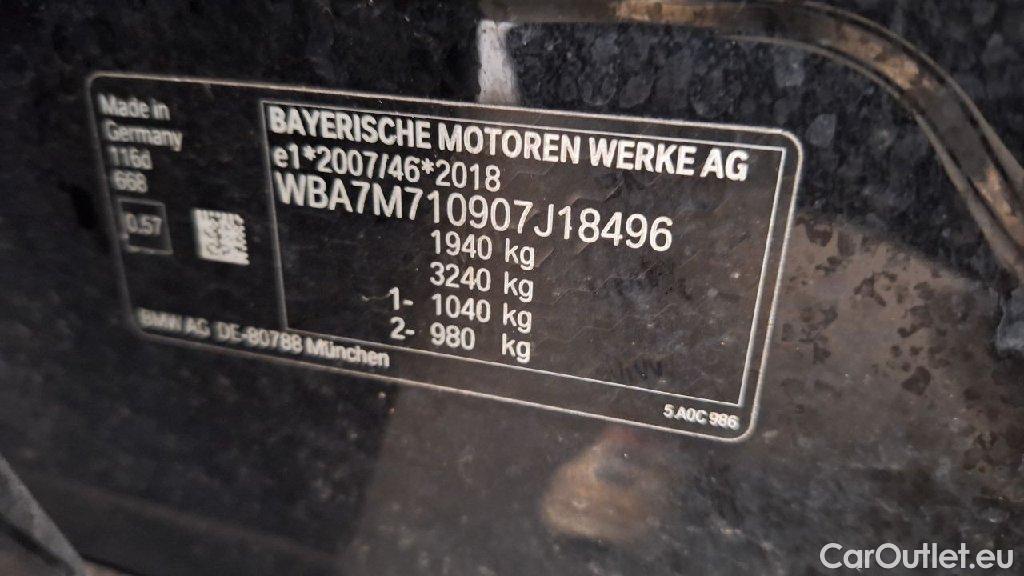 Made in
Germany
116d
668
0.57
BAYERISCHE MOTOREN WERKE AG
e1*2007/46*2018
WBA7M710907J18496
1940 kg
3240 kg
1- 1040 kg
2- 980 kg
BMW AG DE-80788 München
5 A0C 986
CarOutlet.eu